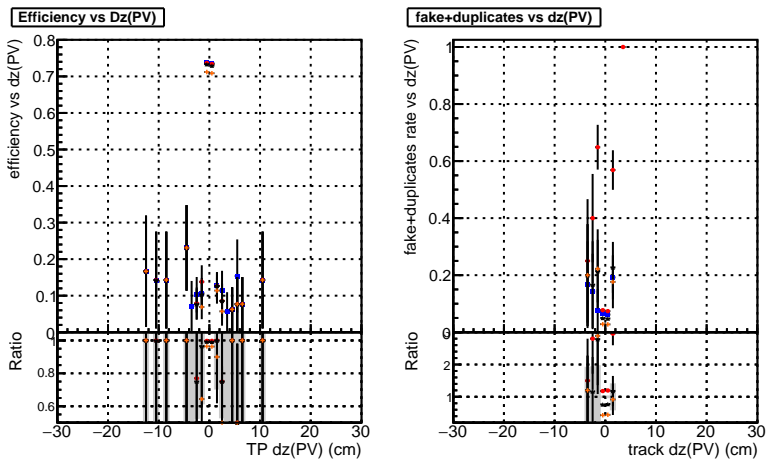 Efficiency vs Dz(PV)
efficiency vs dz(PV)
0.8
0.7
0.6
0.5
0.4
0.3
0.2
0.1
0
Ratio
1
0.8
0.6
−30 −20 −10 0 10 20 30
TP dz(PV) (cm)
fake+duplicates vs dz(PV)
fake+duplicates rate vs dz(PV)
1
0.8
0.6
0.4
0.2
0
Ratio
2
1
−30 −20 −10 0 10 20 30
track dz(PV) (cm)